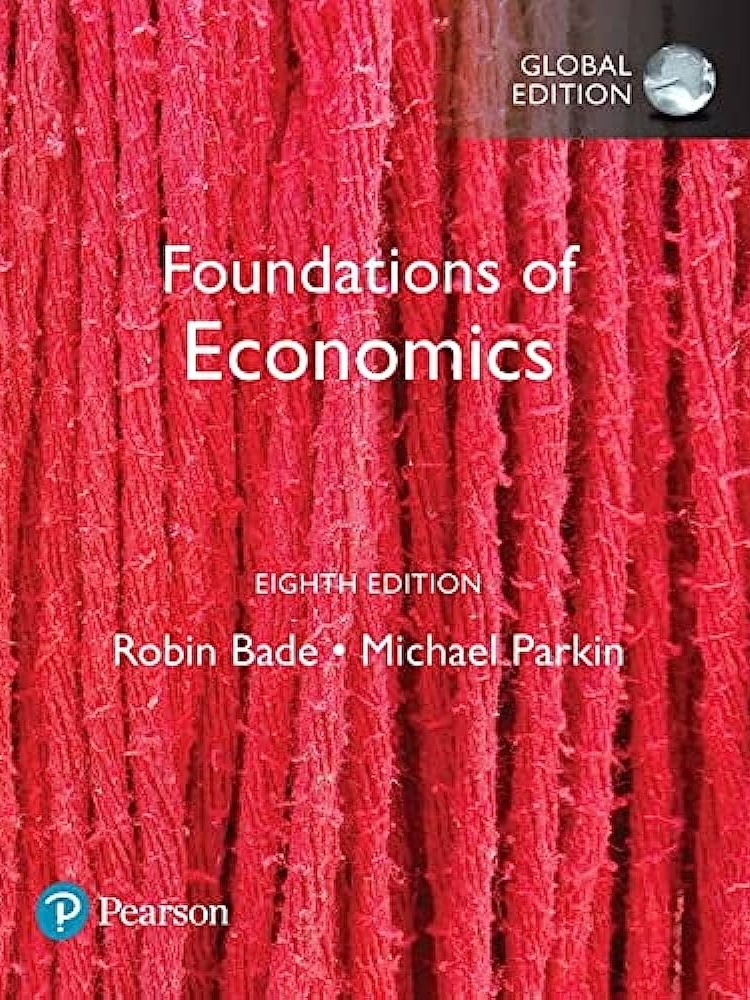 GLOBAL
EDITION
Foundations of
Economics
EIGHTH EDITION
Robin Bade • Michael Parkin
Pearson